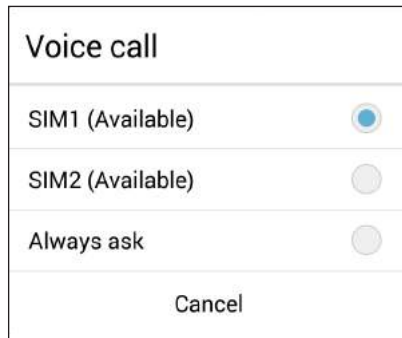 Voice call
SIM1 (Available)
SIM2 (Available)
Always ask
Cancel